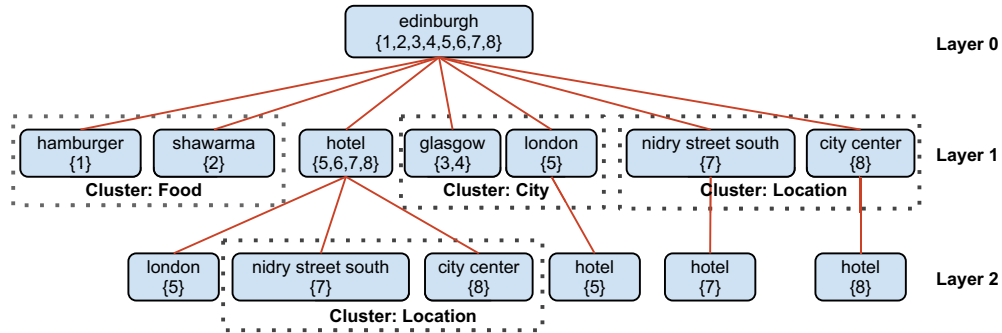 edinburgh
{1,2,3,4,5,6,7,8}
Layer 0
hamburger
{1}
shawarma
{2}
hotel
{5,6,7,8}
glasgow
{3,4}
london
{5}
nidry street south
{7}
city center
{8}
Layer 1
Cluster: Food
Cluster: City
Cluster: Location
london
{5}
nidry street south
{7}
city center
{8}
hotel
{5}
hotel
{7}
hotel
{8}
Layer 2
Cluster: Location